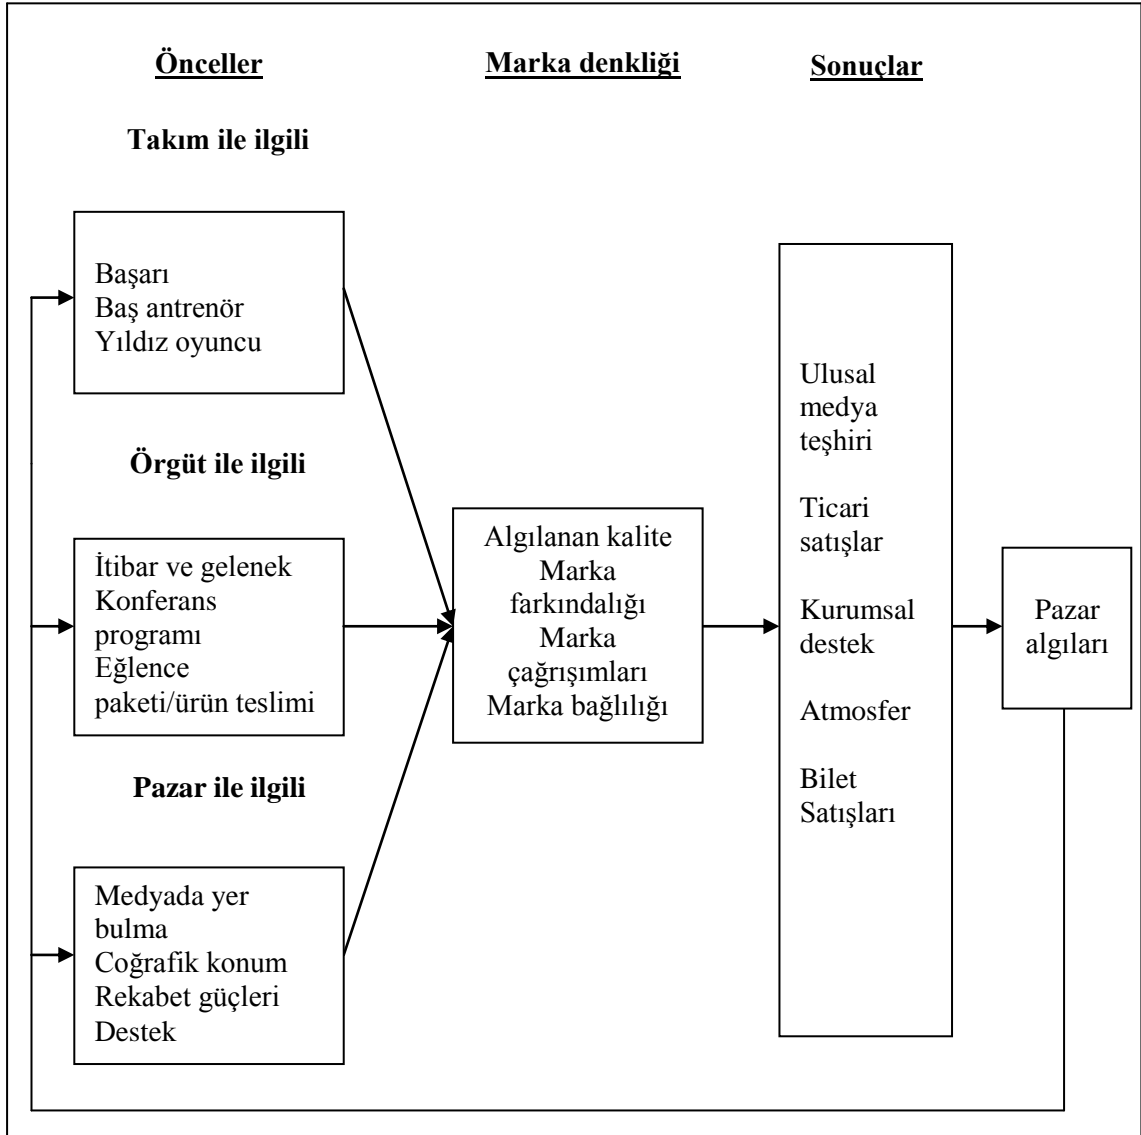 Önceller
Marka denkliği
Sonuçlar
Takım ile ilgili
Başarı
Baş antrenör
Yıldız oyuncu
Örgüt ile ilgili
İtibar ve gelenek
Konferans
programı
Eğlence
paketi/ürün teslimi
Pazar ile ilgili
Medyada yer
bulma
Coğrafik konum
Rekabet güçleri
Destek
Algılanan kalite
Marka
farkındalığı
Marka
çağrışımları
Marka bağlılığı
Ulusal
medya
teşhiri
Ticari
satışlar
Kurumsal
destek
Atmosfer
Bilet
Satışları
Pazar
algıları